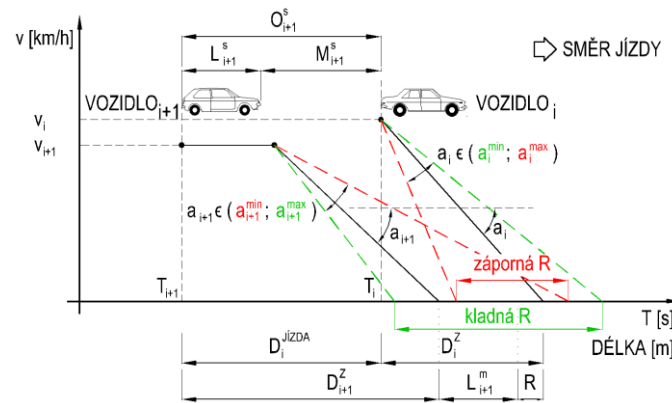 O^s_{i+1}
v [km/h]
L^s_{i+1} M^s_{i+1}
SMĚR JÍZDY
VOZIDLO_{i+1} VOZIDLO_i
v_i
v_{i+1}
a_i ϵ ( a_i^{min} ; a_i^{max} )
a_{i+1} ϵ ( a_{i+1}^{min} ; a_{i+1}^{max} )
a_{i+1} a_i
záporná R
T_{i+1} T_i
kladná R
T [s]
DÉLKA [m]
D_i^{JÍZDA} D_i^Z
D_{i+1}^Z L_{i+1}^m R